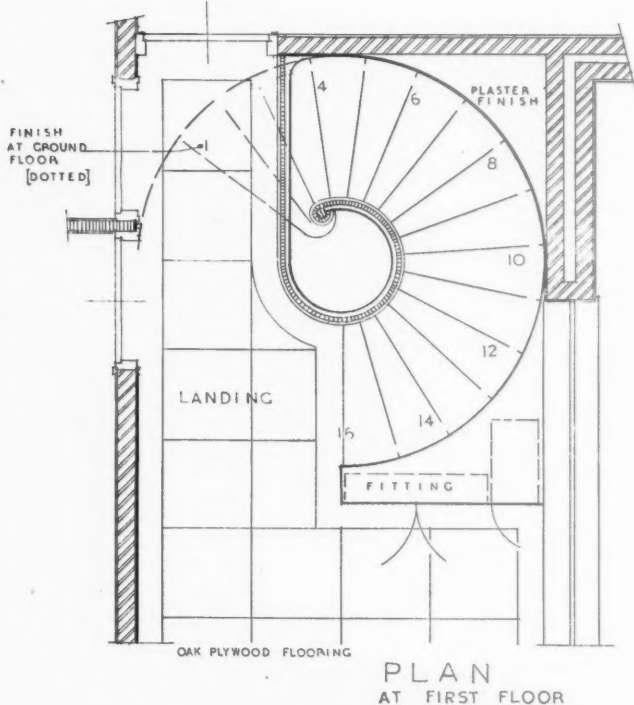 4
6
PLASTER
FINISH
FINISH
AT GROUND
FLOOR
[DOTTED]
1
8
10
12
LANDING
14
15
FITTING
OAK PLYWOOD FLOORING
PLAN
AT FIRST FLOOR